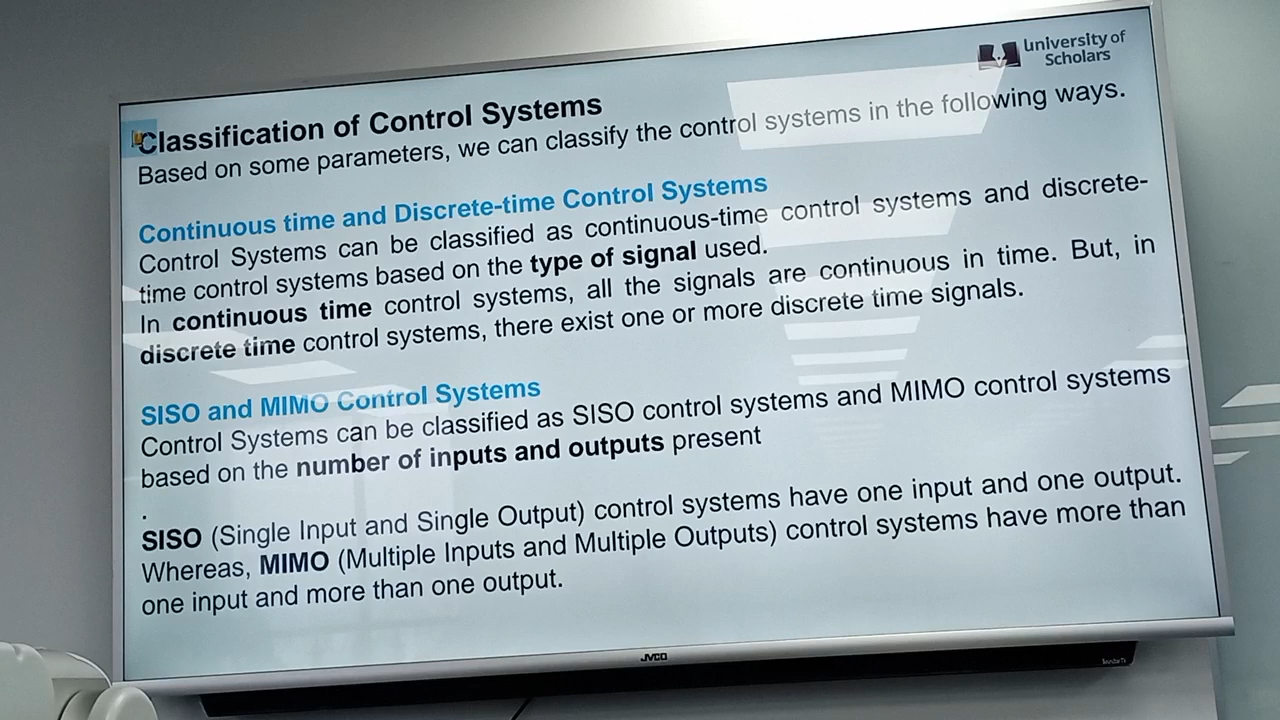 University of
Scholars
Classification of Control Systems
Based on some parameters, we can classify the control systems in the following ways.
Continuous time and Discrete-time Control Systems
Control Systems can be classified as continuous-time control systems and discrete-
time control systems based on the type of signal used.
In continuous time control systems, all the signals are continuous in time. But, in
discrete time control systems, there exist one or more discrete time signals.
SISO and MIMO Control Systems
Control Systems can be classified as SISO control systems and MIMO control systems
based on the number of inputs and outputs present
.
SISO (Single Input and Single Output) control systems have one input and one output.
Whereas, MIMO (Multiple Inputs and Multiple Outputs) control systems have more than
one input and more than one output.
JVCO